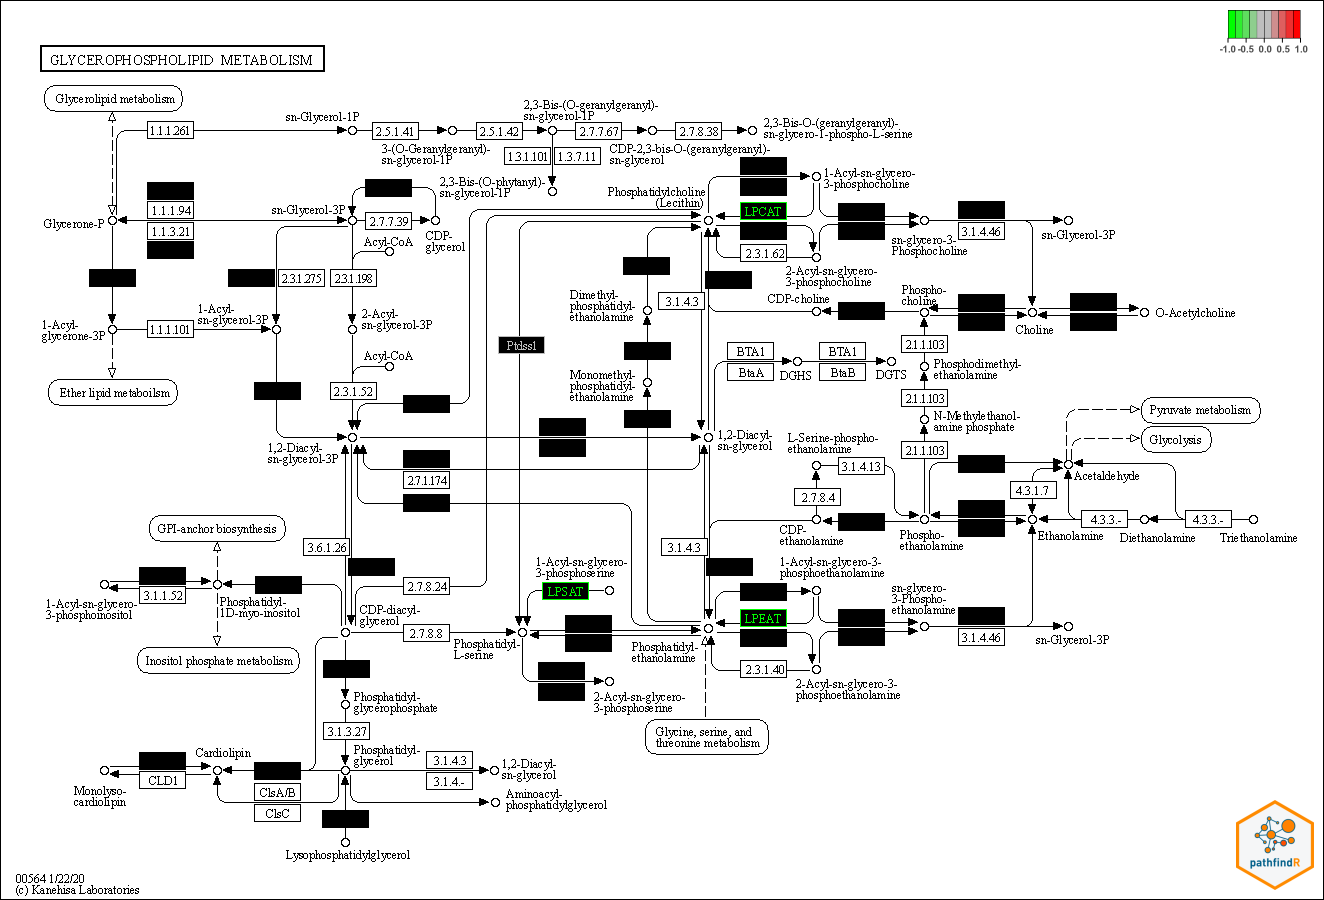 -1.0 -0.5 0.0 0.5 1.0
GLYCEROPHOSPHOLIPID METABOLISM
Glycerolipid metabolism
1.1.1.261
sn-Glycerol-1P
2.5.1.41
2.5.1.42
2,3-Bis-(O-geranylgeranyl)-
sn-glycerol-1P
2.7.7.67
2.7.8.38
2,3-Bis-O-(geranylgeranyl)-
sn-glycero-1-phospho-L-serine
3-(O-Geranylgeranyl)-
sn-glycerol-1P
1.3.1.101
1.3.7.11
CDP-2,3-bis-O-(geranylgeranyl)-
sn-glycerol
2,3-Bis-(O-phytanyl)-
sn-glycerol-1P
Phosphatidylcholine
(Lecithin)
1-Acyl-sn-glycero-
3-phosphocholine
1.1.1.94
1.1.3.21
Glycerone-P
sn-Glycerol-3P
2.7.7.39
CDP-
glycerol
Acyl-CoA
LPCAT
2.3.1.62
sn-glycero-3-
Phosphocholine
3.1.4.46
sn-Glycerol-3P
2-Acyl-sn-glycero-
3-phosphocholine
2.3.1.275
2.3.1.198
1-Acyl-
glycerone-3P
1.1.1.101
1-Acyl-
sn-glycerol-3P
2-Acyl-
sn-glycerol-3P
Dimethyl-
phosphatidyl-
ethanolamine
3.1.4.3
CDP-choline
Phospho-
choline
Choline
O-Acetylcholine
Ptdss1
2.1.1.103
Acyl-CoA
Ether lipid metaboilsm
2.3.1.52
Monomethyl-
phosphatidyl-
ethanolamine
BTA1
BtaA
DGHS
BTA1
BtaB
DGTS
Phosphodimethyl-
ethanolamine
2.1.1.103
N-Methylethanol-
amine phosphate
2.1.1.103
Pyruvate metabolism
Glycolysis
1,2-Diacyl-
sn-glycerol-3P
1,2-Diacyl-
sn-glycerol
L-Serine-phospho-
ethanolamine
3.1.4.13
2.7.8.4
Acetaldehyde
4.3.1.7
2.7.1.174
GPI-anchor biosynthesis
3.6.1.26
3.1.4.3
CDP-
ethanolamine
Phospho-
ethanolamine
Ethanolamine
4.3.3.-
Diethanolamine
4.3.3.-
Triethanolamine
1-Acyl-sn-glycero-
3-phosphoinositol
3.1.1.52
Phosphatidyl-
1D-myo-inositol
CDP-diacyl-
glycerol
2.7.8.24
1-Acyl-sn-glycero-
3-phosphoserine
LPSAT
1-Acyl-sn-glycero-3-
phosphoethanolamine
LPEAT
2.3.1.40
sn-glycero-
3-Phospho-
ethanolamine
3.1.4.46
sn-Glycerol-3P
2.7.8.8
Phosphatidyl-
L-serine
Phosphatidyl-
ethanolamine
Inositol phosphate metabolism
2-Acyl-sn-glycero-
3-phosphoserine
2-Acyl-sn-glycero-3-
phosphoethanolamine
Phosphatidyl-
glycerophosphate
3.1.3.27
Glycine, serine, and
threonine metabolism
Cardiolipin
Phosphatidyl-
glycerol
3.1.4.3
3.1.4.-
1,2-Diacyl-
sn-glycerol
Monolyso-
cardiolipin
CLD1
ClsA/B
ClsC
Aminoacyl-
phosphatidylglycerol
Lysophosphatidylglycerol
00564 1/22/20
(c) Kanehisa Laboratories
pathfindR